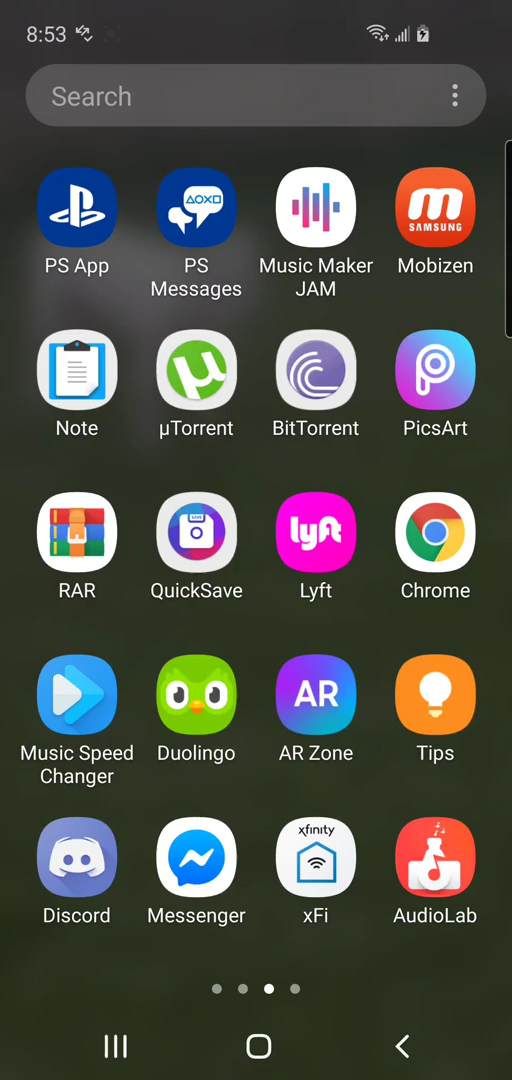 8:53
Search
SAMSUNG
PS App
PS
Messages
Music Maker
JAM
Mobizen
Note
µTorrent
BitTorrent
PicsArt
lyft
RAR
QuickSave
Lyft
Chrome
AR
Music Speed
Changer
Duolingo
AR Zone
Tips
xfinity
Discord
Messenger
xFi
AudioLab